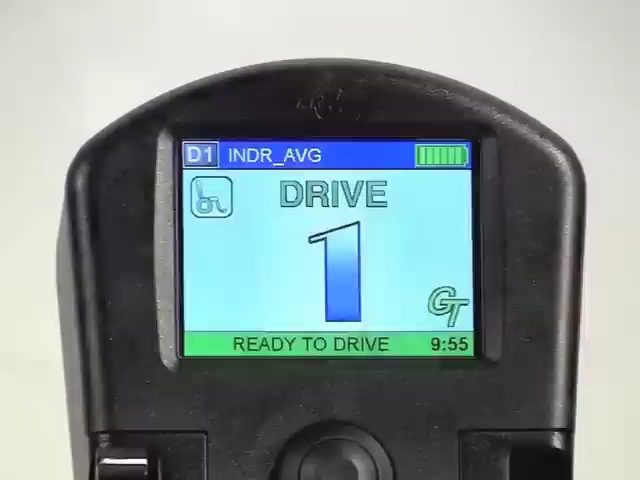 D1 INDR_AVG
DRIVE
1
GT
READY TO DRIVE 9:55